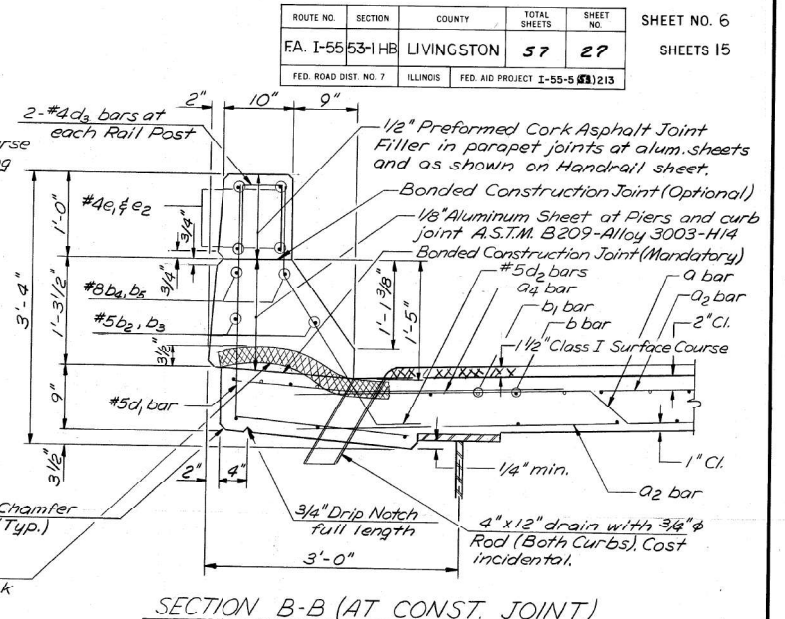 ROUTE NO. SECTION COUNTY TOTAL SHEETS SHEET NO.
F.A. I-55 53-1HB LIVINGSTON 57 27
FED. ROAD DIST. NO. 7 ILLINOIS FED. AID PROJECT I-55-5( )213
SHEET NO. 6
SHEETS 15
2" 10" 9"
2-#4d3 bars at
each Rail Post
1/2" Preformed Cork Asphalt Joint
Filler in parapet joints at alum. sheets
and as shown on Handrail sheet.
Bonded Construction Joint (Optional)
#4e1 & e2
1/8" Aluminum Sheet at Piers and curb
joint A.S.T.M. B209-Alloy 3003-H14
Bonded Construction Joint (Mandatory)
3'-4"
1'-0"
3/4"
3/4"
1'-3 1/2"
3 1/2"
9"
3 1/2"
#8b4, b5
#5b2, b3
1'-1 3/8"
1'-5"
#5d2 bars
a4 bar
b1 bar
b bar
a bar
a2 bar
2" Cl.
1 1/2" Class I Surface Course
#5d1 bar
2" 4"
1/4" min.
1" Cl.
a2 bar
Chamfer
(Typ.)
3/4" Drip Notch
full length
4" x 12" drain with 3/4" φ
Rod (Both Curbs). Cost
incidental.
3'-0"
k
SECTION B-B (AT CONST. JOINT)